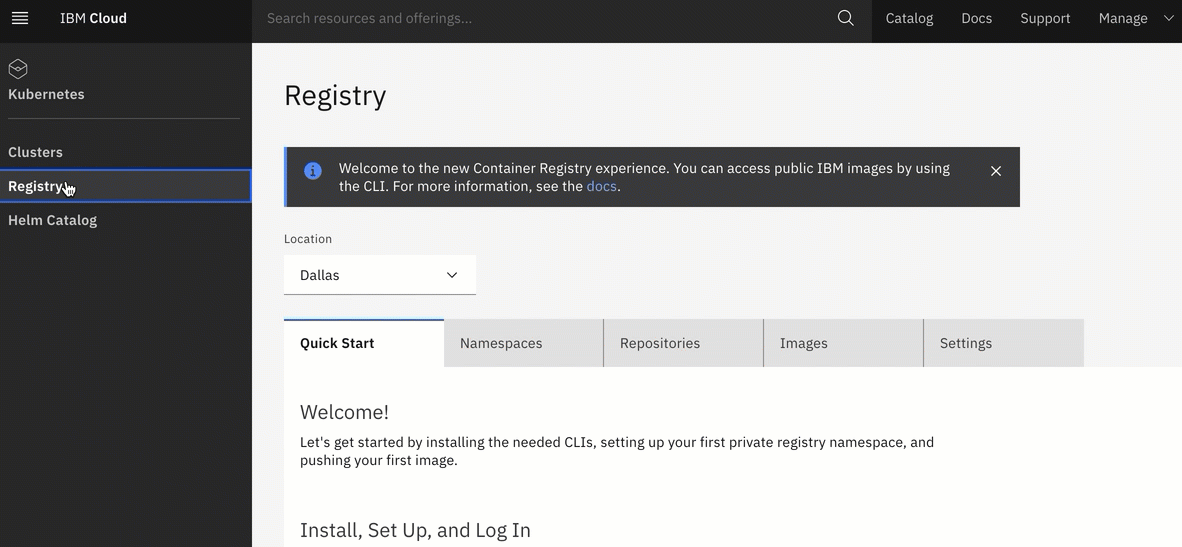 IBM Cloud
Search resources and offerings...
Catalog
Docs
Support
Manage
Kubernetes
Clusters
Registry
Helm Catalog
Registry
Welcome to the new Container Registry experience. You can access public IBM images by using
the CLI. For more information, see the docs.
Location
Dallas
Quick Start
Namespaces
Repositories
Images
Settings
Welcome!
Let's get started by installing the needed CLIs, setting up your first private registry namespace, and
pushing your first image.
Install, Set Up, and Log In